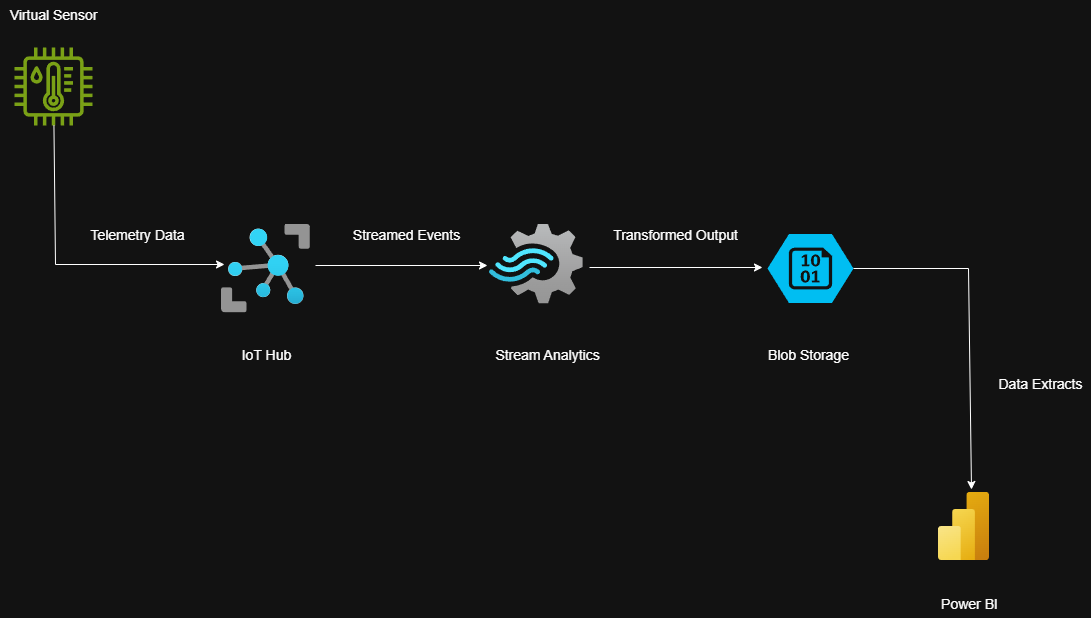 Virtual Sensor
Telemetry Data
Streamed Events
Transformed Output
10
01
IoT Hub
Stream Analytics
Blob Storage
Data Extracts
Power BI